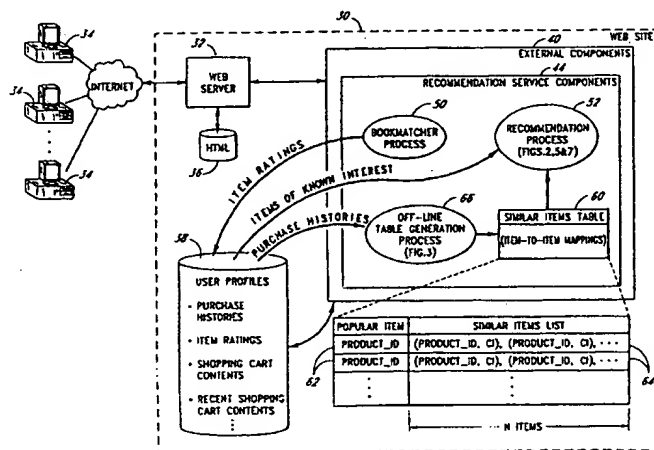 30
WEB SITE
34
32
40
EXTERNAL COMPONENTS
44
RECOMMENDATION SERVICE COMPONENTS
INTERNET
WEB
SERVER
34
50
BOOKMATCHER
PROCESS
52
RECOMMENDATION
PROCESS
(FIGS.2,5&7)
HTML
36
34
ITEM RATINGS
ITEMS OF KNOWN INTEREST
PURCHASE HISTORIES
66
OFF-LINE
TABLE GENERATION
PROCESS
(FIG.3)
60
SIMILAR ITEMS TABLE
(ITEM-TO-ITEM MAPPINGS)
38
USER PROFILES
• PURCHASE
HISTORIES
• ITEM RATINGS
• SHOPPING CART
CONTENTS
• RECENT SHOPPING
CART CONTENTS
POPULAR ITEM SIMILAR ITEMS LIST
PRODUCT_ID (PRODUCT_ID, CI), (PRODUCT_ID, CI), ···
PRODUCT_ID (PRODUCT_ID, CI), (PRODUCT_ID, CI), ···
62
64
N ITEMS